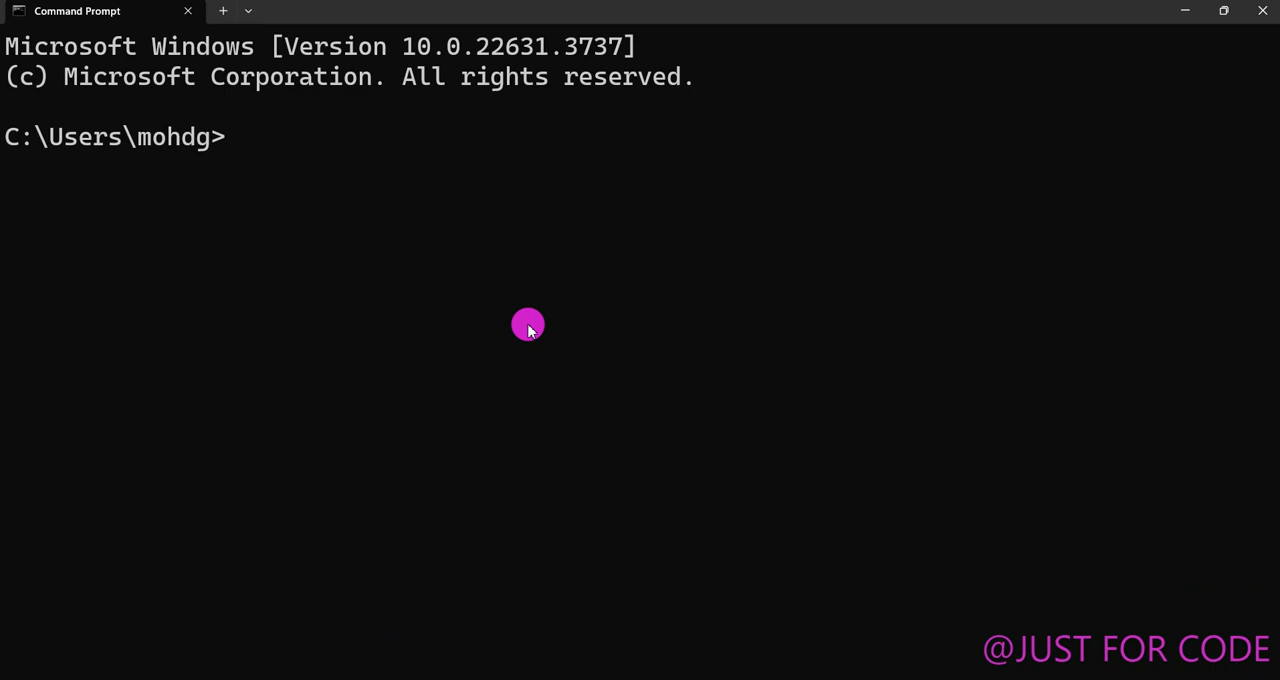 Command Prompt
Microsoft Windows [Version 10.0.22631.3737]
(c) Microsoft Corporation. All rights reserved.
C:\Users\mohdg>
@JUST FOR CODE